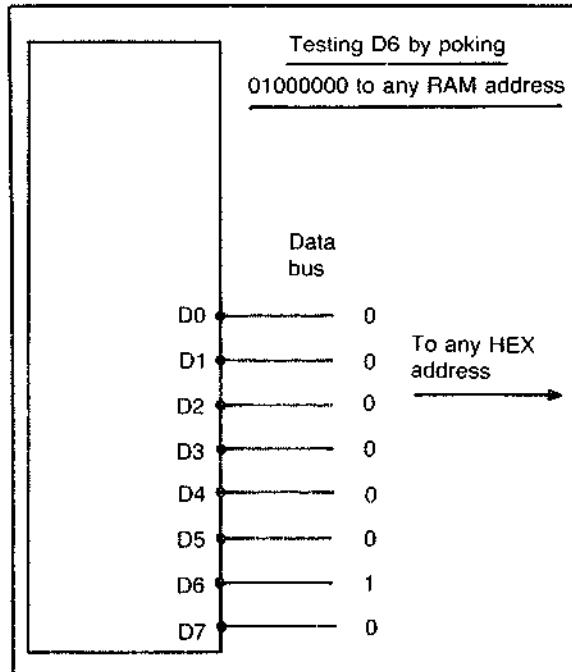 Testing D6 by poking
01000000 to any RAM address
Data
bus
D0 0
D1 0
To any HEX
address
D2 0
D3 0
D4 0
D5 0
D6 1
D7 0